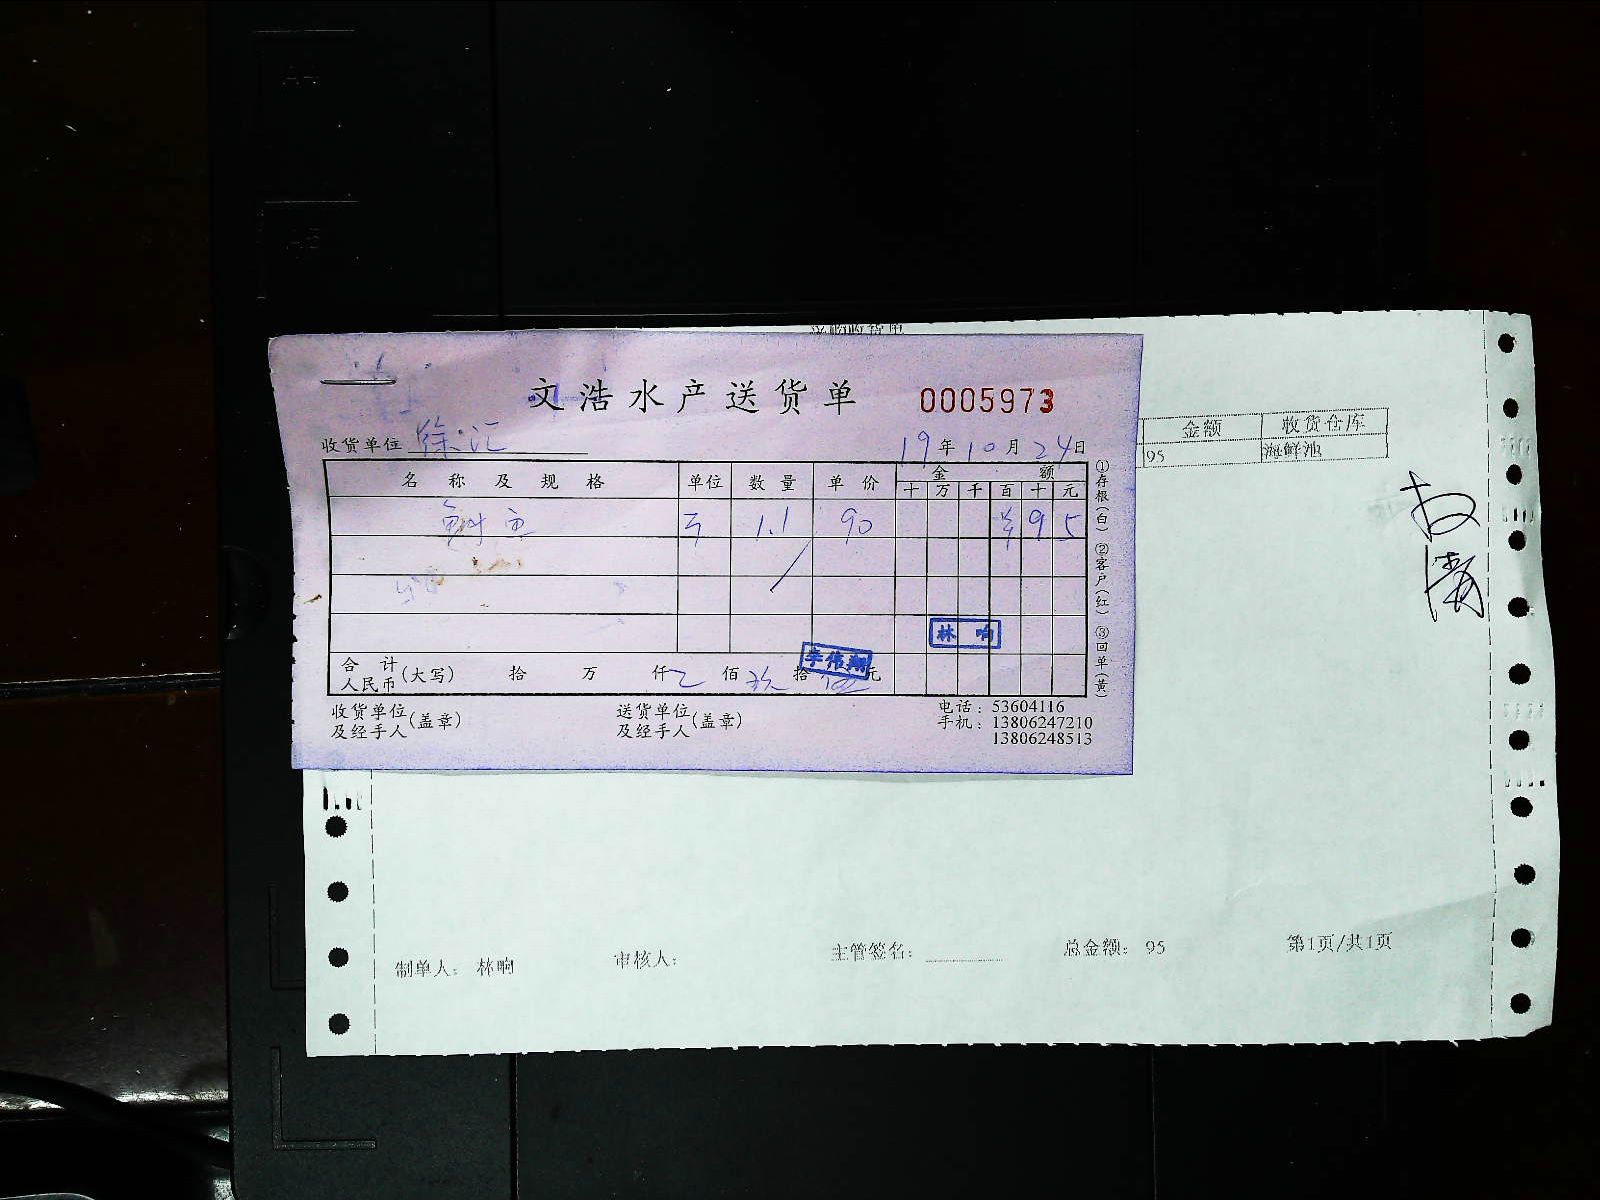 A4
A5
文浩水产送货单 0005973
收货单位 徐汇 19年10月24日
名称及规格 单位 数量 单价 金额
十 万 千 百 十 元
1.1 90 ¥ 9 5
林响
李伟翔
合计人民币(大写) 拾 万 仟 佰 玖 拾 伍 元
收货单位及经手人(盖章) 送货单位及经手人(盖章)
电话:53604116
手机:13806247210
13806248513
①存根(白) ②客户(红) ③回单(黄)
金额 收货仓库
95 海鲜池
制单人: 林响 审核人: 主管签名: 总金额: 95 第1页/共1页